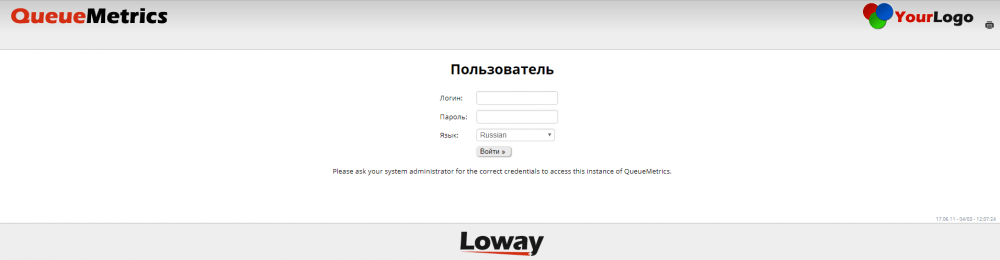 QueueMetrics
YourLogo
Пользователь
Логин:
Пароль:
Язык: Russian
Войти »
Please ask your system administrator for the correct credentials to access this instance of QueueMetrics.
17.06.11 - 04/E0 - 12:07:24
Loway